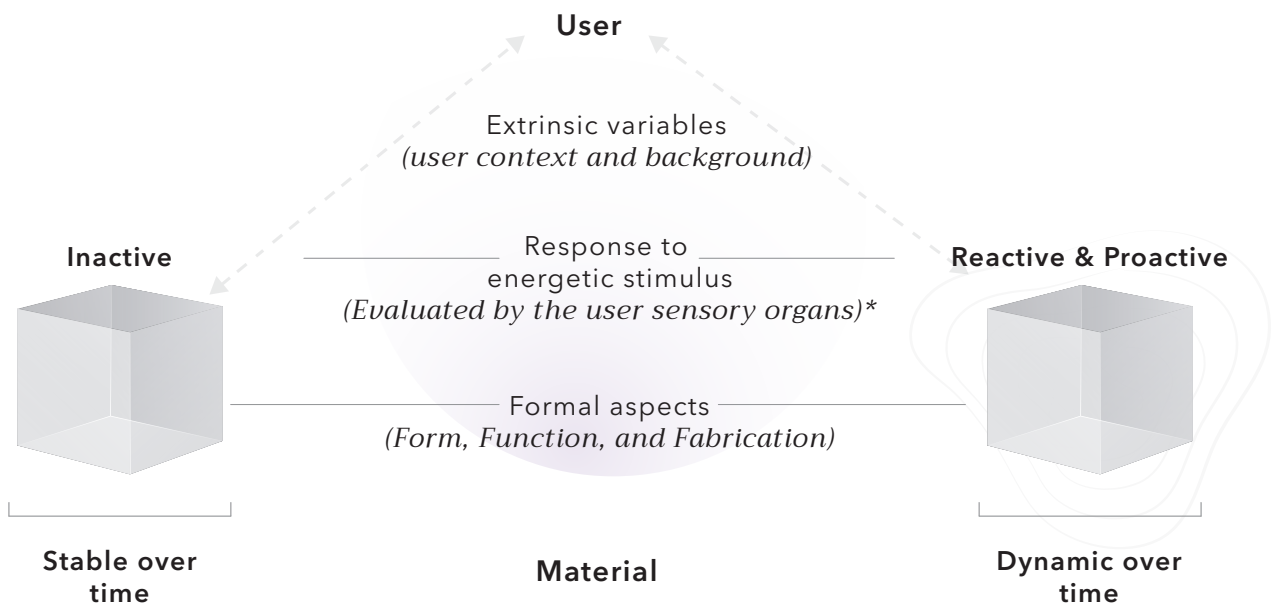 User
Extrinsic variables
(user context and background)
Inactive
Response to
energetic stimulus
(Evaluated by the user sensory organs)*
Reactive & Proactive
Formal aspects
(Form, Function, and Fabrication)
Stable over
time
Material
Dynamic over
time